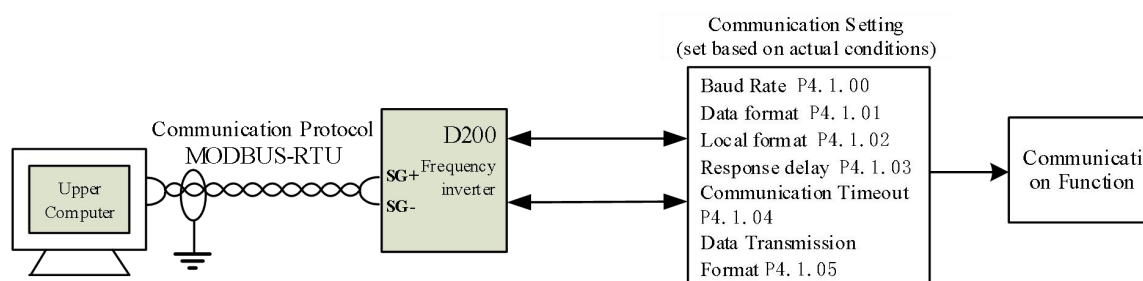 Communication Setting
(set based on actual conditions)
Baud Rate P4.1.00
Data format P4.1.01
Local format P4.1.02
Response delay P4.1.03
Communication Timeout
P4.1.04
Data Transmission
Format P4.1.05
Communication Protocol
MODBUS-RTU
Upper
Computer
D200
Frequency
inverter
SG+
SG-
Communicati
on Function